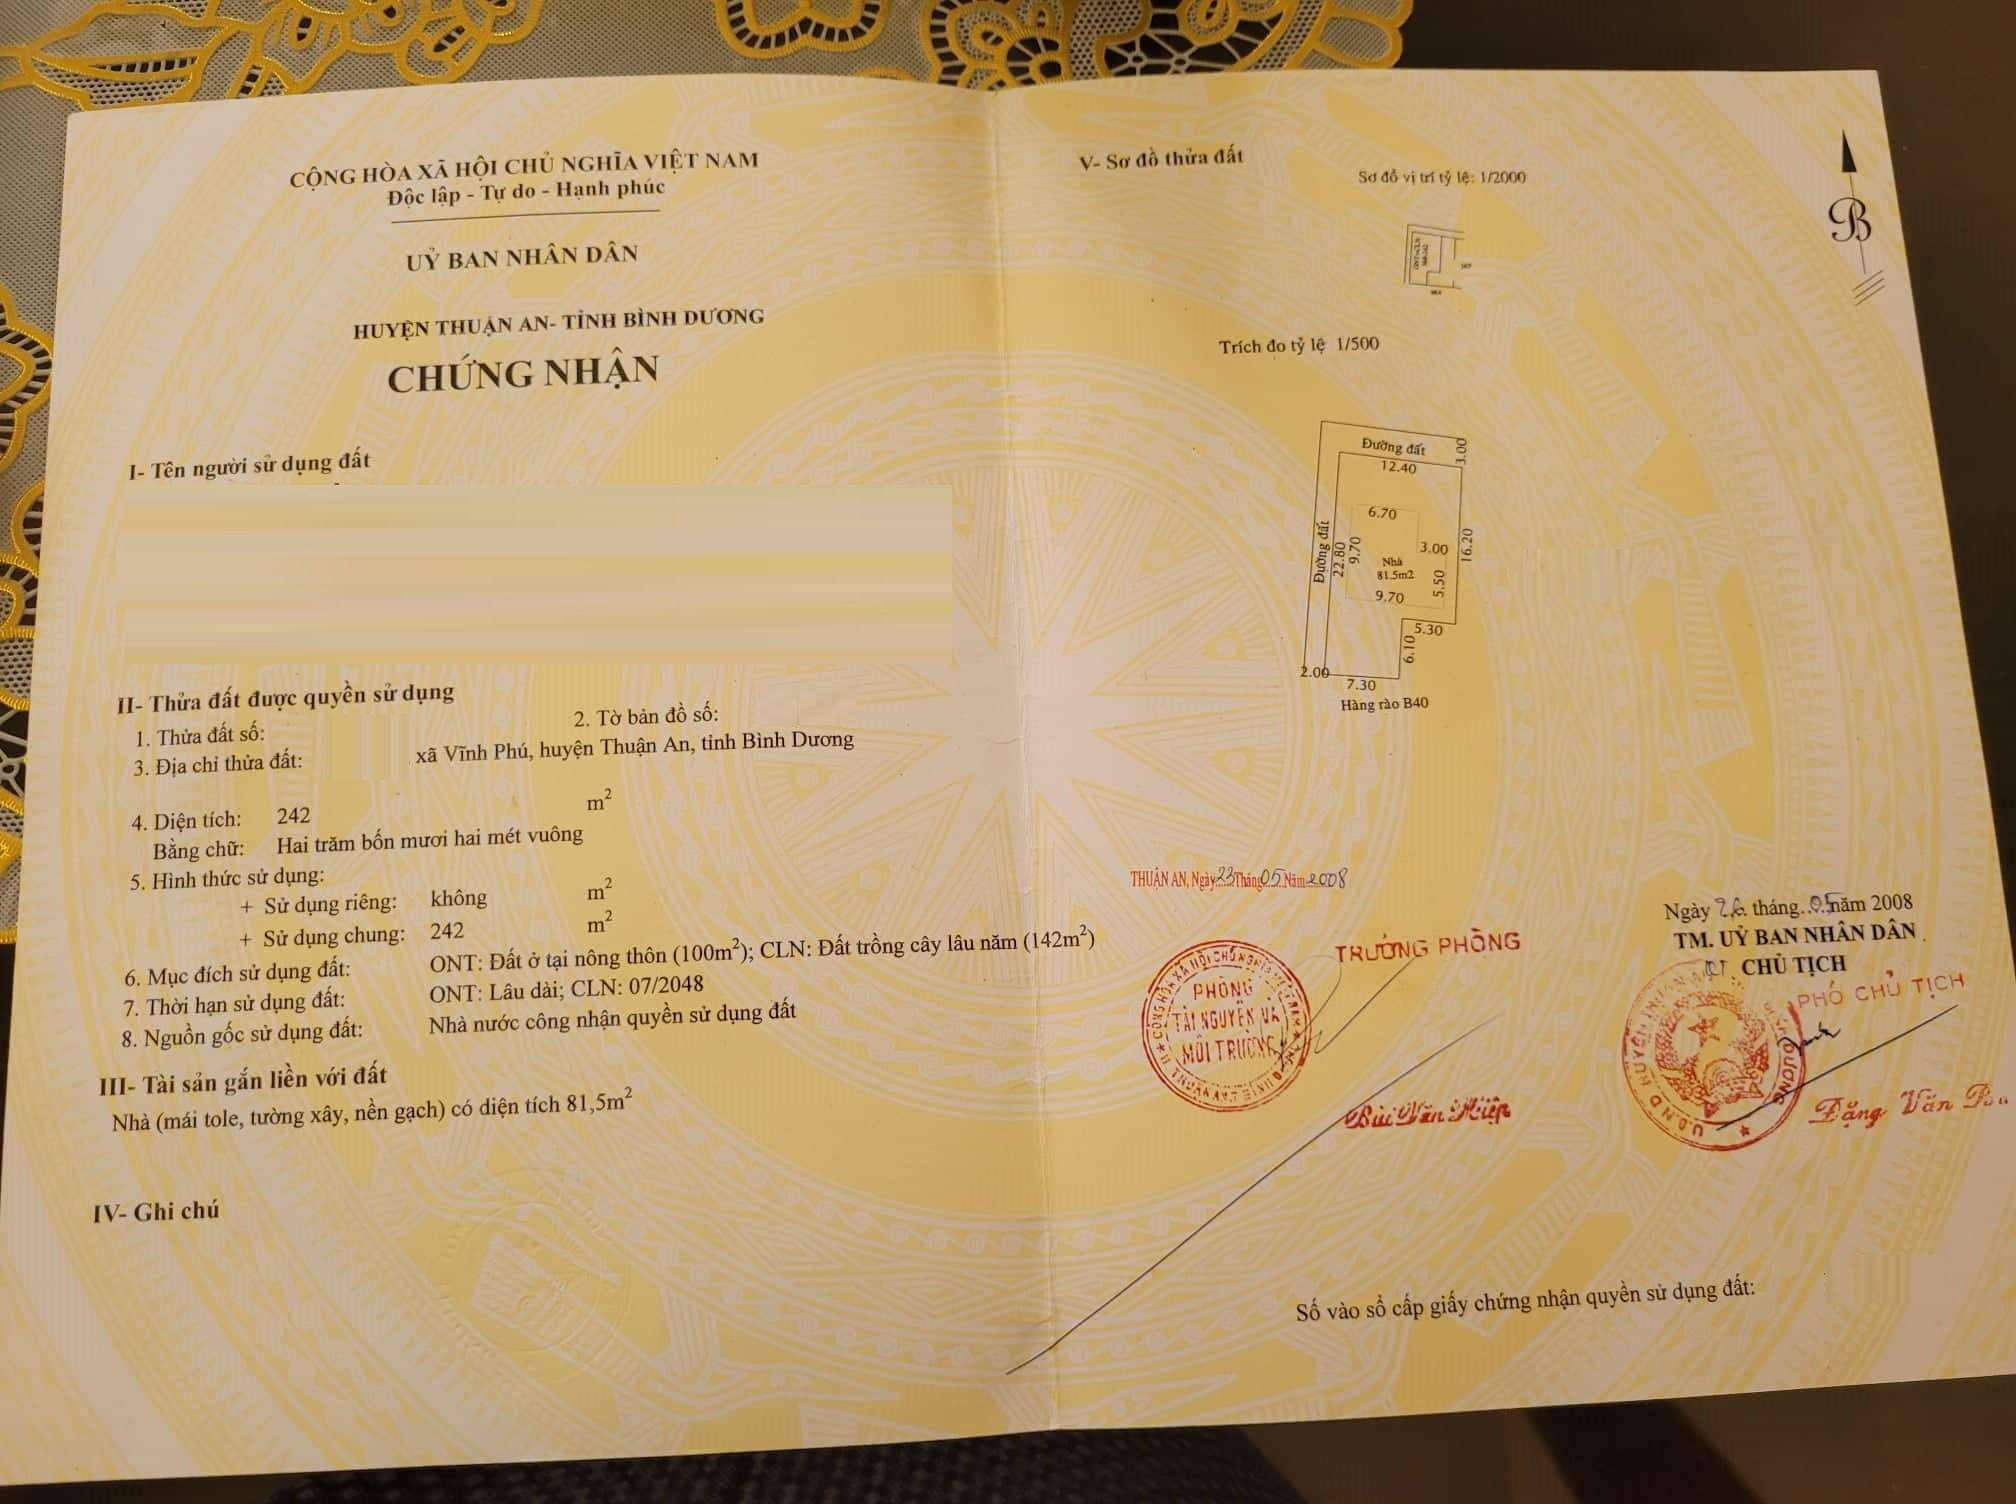 CỘNG HÒA XÃ HỘI CHỦ NGHĨA VIỆT NAM
Độc lập - Tự do - Hạnh phúc
UỶ BAN NHÂN DÂN
HUYỆN THUẬN AN- TỈNH BÌNH DƯƠNG
CHỨNG NHẬN
I- Tên người sử dụng đất
II- Thửa đất được quyền sử dụng
1. Thửa đất số:
2. Tờ bản đồ số:
3. Địa chỉ thửa đất: xã Vĩnh Phú, huyện Thuận An, tỉnh Bình Dương
4. Diện tích: 242 m²
Bằng chữ: Hai trăm bốn mươi hai mét vuông
5. Hình thức sử dụng:
+ Sử dụng riêng: không m²
+ Sử dụng chung: 242 m²
6. Mục đích sử dụng đất: ONT: Đất ở tại nông thôn (100m²); CLN: Đất trồng cây lâu năm (142m²)
7. Thời hạn sử dụng đất: ONT: Lâu dài; CLN: 07/2048
8. Nguồn gốc sử dụng đất: Nhà nước công nhận quyền sử dụng đất
III- Tài sản gắn liền với đất
Nhà (mái tole, tường xây, nền gạch) có diện tích 81,5m²
IV- Ghi chú
V- Sơ đồ thửa đất
Sơ đồ vị trí tỷ lệ: 1/2000
B
Trích đo tỷ lệ 1/500
Đường đất
3.00
12.40
6.70
Đường đất
22.80
9.70
3.00
16.20
Nhà
81.5m2
5.50
9.70
5.30
6.10
2.00
7.30
Hàng rào B40
THUẬN AN, Ngày 23 Tháng 05 Năm 2008
TRƯỞNG PHÒNG
PHÒNG
TÀI NGUYÊN VÀ
MÔI TRƯỜNG
Bùi Văn Hiệp
Ngày 26 tháng 05 năm 2008
TM. UỶ BAN NHÂN DÂN
CHỦ TỊCH
PHÓ CHỦ TỊCH
Đặng Văn
Số vào sổ cấp giấy chứng nhận quyền sử dụng đất: